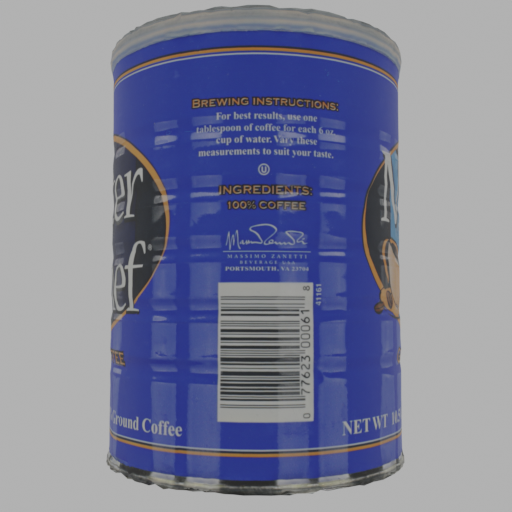 BREWING INSTRUCTIONS:
For best results, use one
tablespoon of coffee for each 6 oz.
cup of water. Vary these
measurements to suit your taste.
U
INGREDIENTS:
100% COFFEE
MASSIMO ZANETTI
BEVERAGE USA
PORTSMOUTH, VA 23704
41161
0 77623 00061 8
Ground Coffee
NET WT